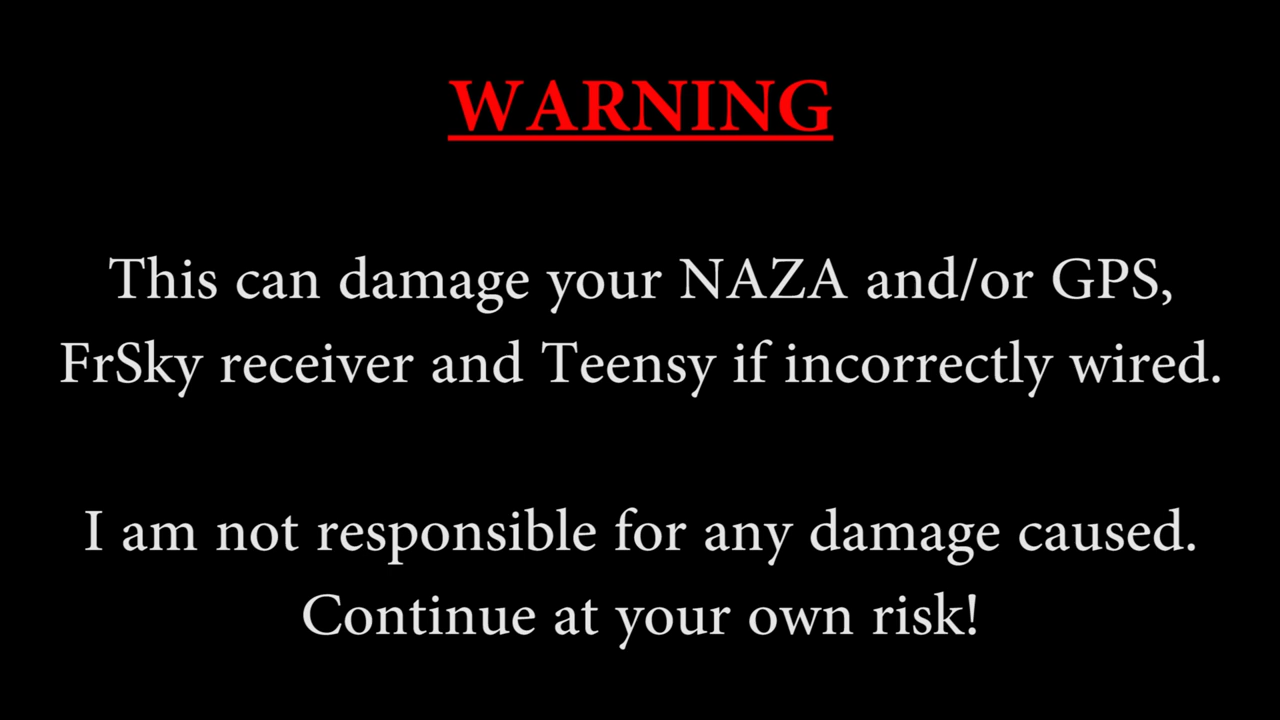 WARNING
This can damage your NAZA and/or GPS,
FrSky receiver and Teensy if incorrectly wired.
I am not responsible for any damage caused.
Continue at your own risk!